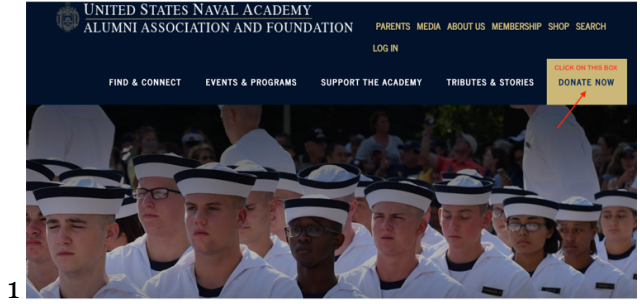 UNITED STATES NAVAL ACADEMY
ALUMNI ASSOCIATION AND FOUNDATION
PARENTS MEDIA ABOUT US MEMBERSHIP SHOP SEARCH
LOG IN
CLICK ON THIS BOX
FIND & CONNECT EVENTS & PROGRAMS SUPPORT THE ACADEMY TRIBUTES & STORIES DONATE NOW
1